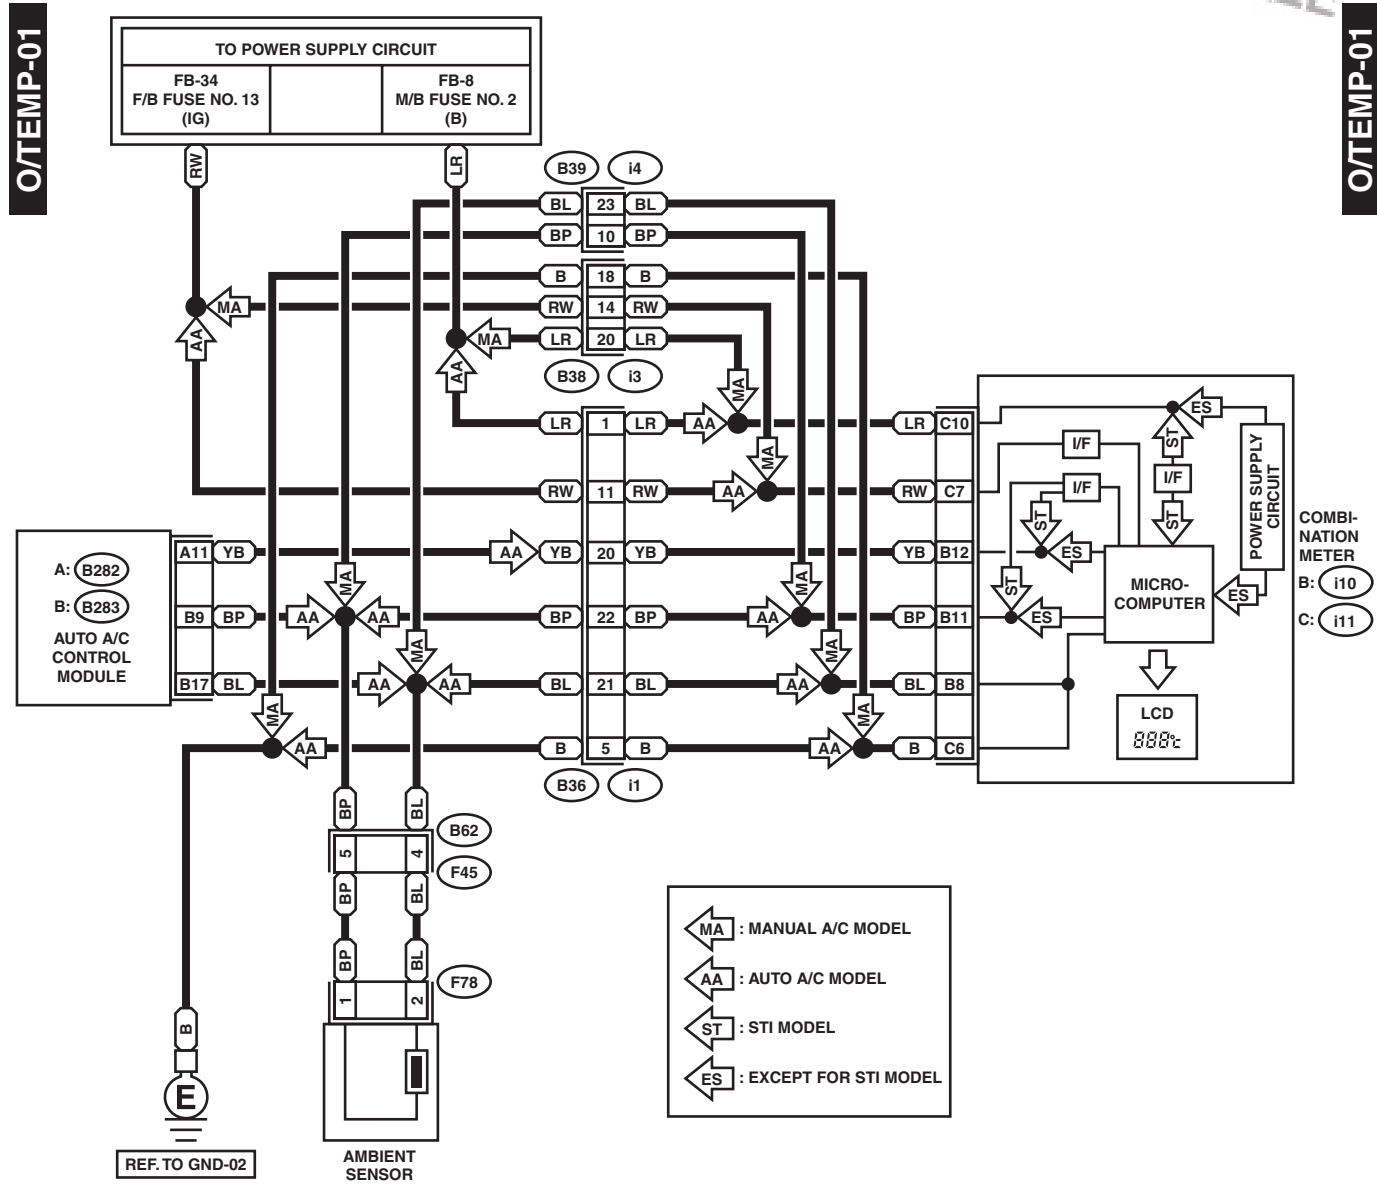 O/TEMP-01
O/TEMP-01
TO POWER SUPPLY CIRCUIT
FB-34
F/B FUSE NO. 13
(IG)
FB-8
M/B FUSE NO. 2
(B)
RW
LR
B39
i4
BL 23 BL
BP 10 BP
B 18 B
MA
RW 14 RW
MA
LR 20 LR
AA
AA
B38
i3
MA
LR 1 LR
AA
LR C10
MA
RW 11 RW
AA
RW C7
A11 YB
AA
YB 20 YB
YB B12
MA
MA
B9 BP
AA
AA
BP 22 BP
AA
BP B11
MA
MA
B17 BL
AA
AA
BL 21 BL
AA
BL B8
MA
MA
AA
B 5 B
AA
B C6
B36
i1
A: B282
B: B283
AUTO A/C
CONTROL
MODULE
ES
ST
I/F
I/F
I/F
ST
ST
ES
ST
ES
POWER SUPPLY
CIRCUIT
ES
MICRO-
COMPUTER
LCD
888℃
COMBI-
NATION
METER
B: i10
C: i11
BP
BL
B62
5
4
F45
BP
BL
BP
BL
F78
1
2
AMBIENT
SENSOR
B
E
REF. TO GND-02
MA : MANUAL A/C MODEL
AA : AUTO A/C MODEL
ST : STI MODEL
ES : EXCEPT FOR STI MODEL